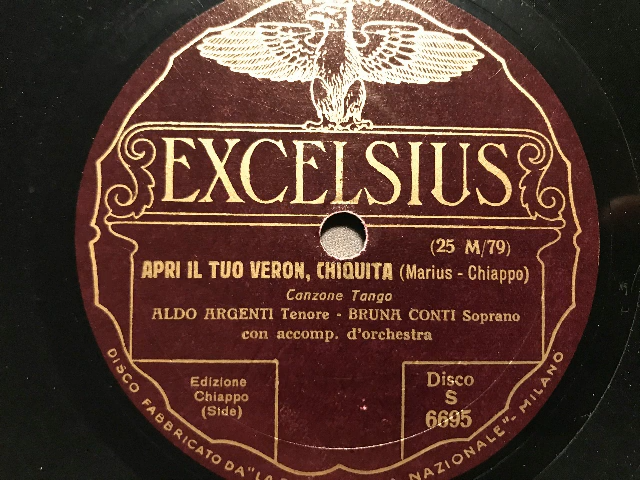 EXCELSIUS
(25 M/79)
APRI IL TUO VERON, CHIQUITA (Marius - Chiappo)
Canzone Tango
ALDO ARGENTI Tenore - BRUNA CONTI Soprano
con accomp. d'orchestra
Edizione
Chiappo
(Side)
Disco
S
6695
DISCO FABBRICATO DA "LA NAZIONALE" - MILANO